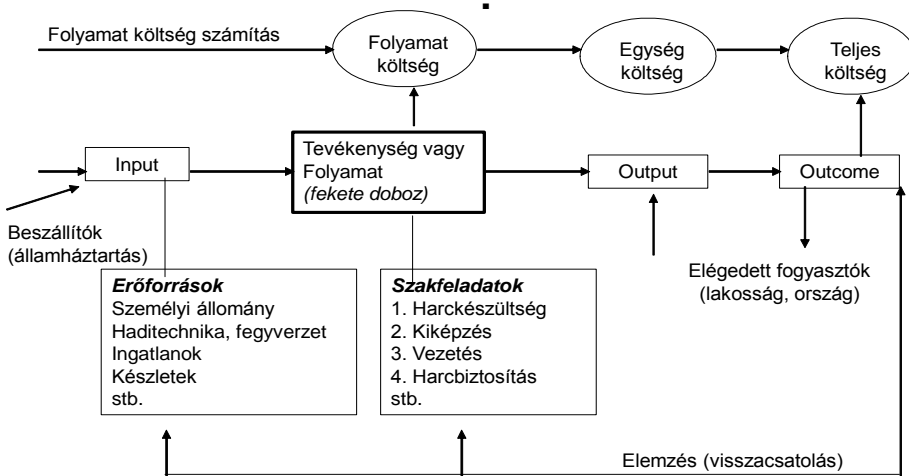 Folyamat költség számítás
Folyamat
költség
Egység
költség
Teljes
költség
Input
Tevékenység vagy
Folyamat
(fekete doboz)
Output
Outcome
Beszállítók
(államháztartás)
Elégedett fogyasztók
(lakosság, ország)
Erőforrások
Személyi állomány
Haditechnika, fegyverzet
Ingatlanok
Készletek
stb.
Szakfeladatok
1. Harckészültség
2. Kiképzés
3. Vezetés
4. Harcbiztosítás
stb.
Elemzés (visszacsatolás)